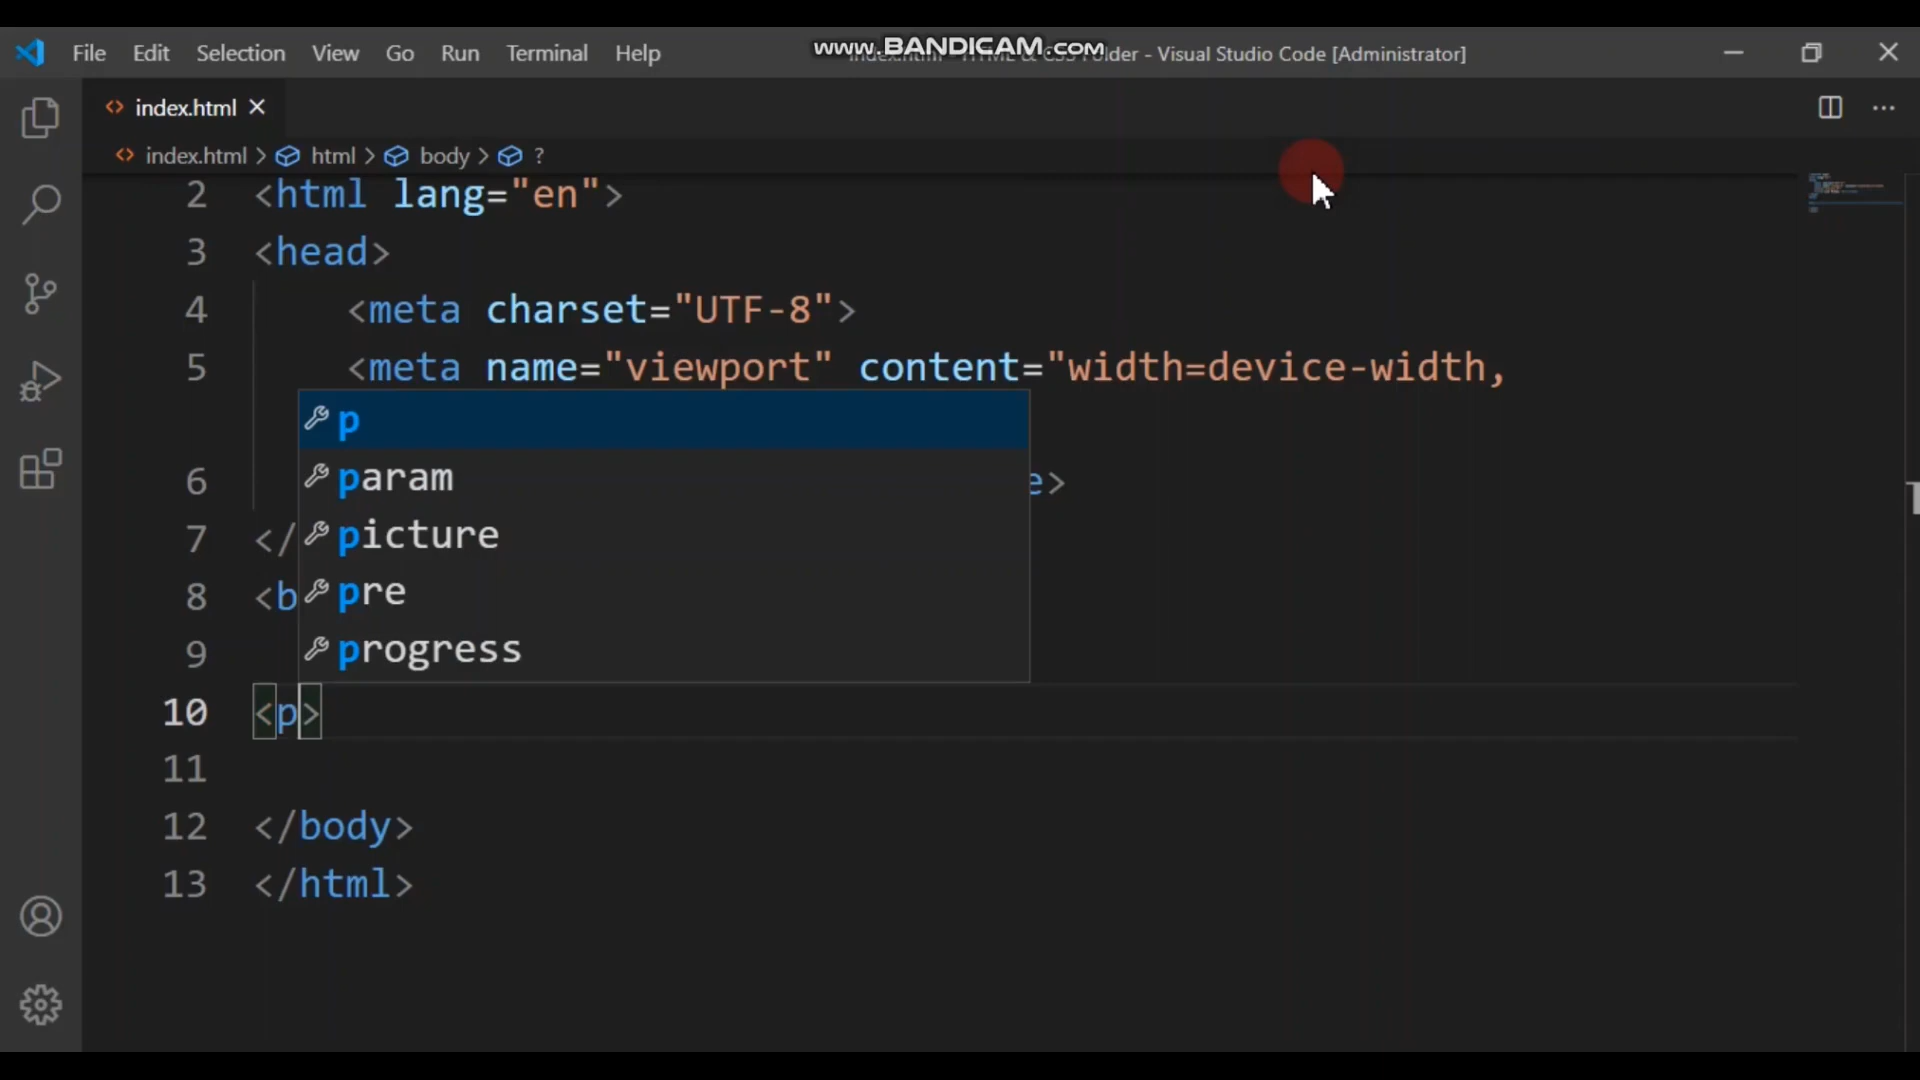 www.BANDICAM.com
File Edit Selection View Go Run Terminal Help older - Visual Studio Code [Administrator]
index.html
index.html > html > body > ?
2 <html lang="en">
3 <head>
4 <meta charset="UTF-8">
5 <meta name="viewport" content="width=device-width,
p
param
6 e>
picture
7 </
pre
8 <b
progress
9
10 <p>
11
12 </body>
13 </html>